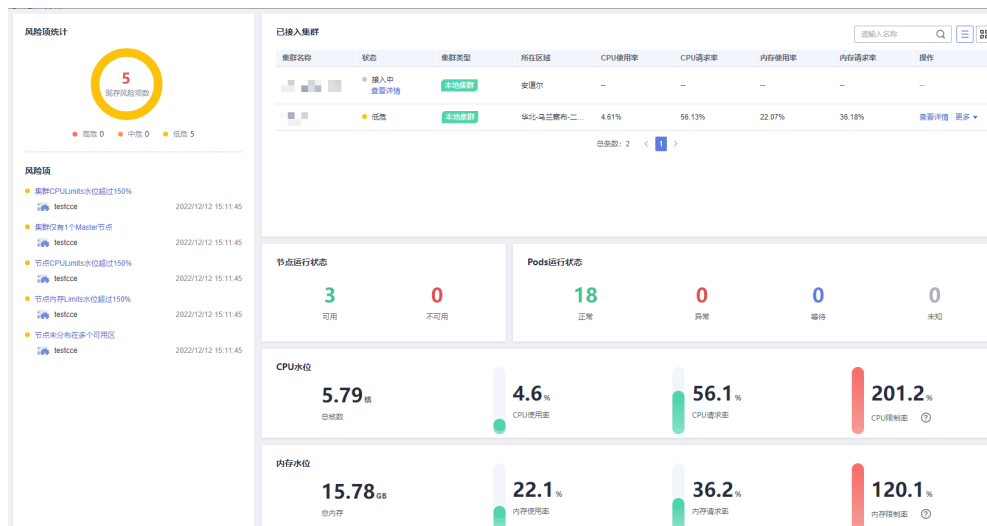 风险项统计
5
现存风险项数
高危 0 中危 0 低危 5
风险项
集群CPULimits水位超过150%
testcce 2022/12/12 15:11:45
集群仅有1个Master节点
testcce 2022/12/12 15:11:45
节点CPULimits水位超过150%
testcce 2022/12/12 15:11:45
节点内存Limits水位超过150%
testcce 2022/12/12 15:11:45
节点未分布在多个可用区
testcce 2022/12/12 15:11:45
已接入集群
请输入名称
集群名称 状态 集群类型 所在区域 CPU使用率 CPU请求率 内存使用率 内存请求率 操作
接入中 本地集群 安道尔 -- -- -- -- --
查看详情
低危 本地集群 华北-乌兰察布-二... 4.61% 56.13% 22.07% 36.18% 查看详情 更多
总条数: 2 < 1 >
节点运行状态
3 0
可用 不可用
Pods运行状态
18 0 0 0
正常 异常 等待 未知
CPU水位
5.79 核 4.6 % 56.1 % 201.2 %
总核数 CPU使用率 CPU请求率 CPU限制率 ?
内存水位
15.78 GB 22.1 % 36.2 % 120.1 %
总内存 内存使用率 内存请求率 内存限制率 ?